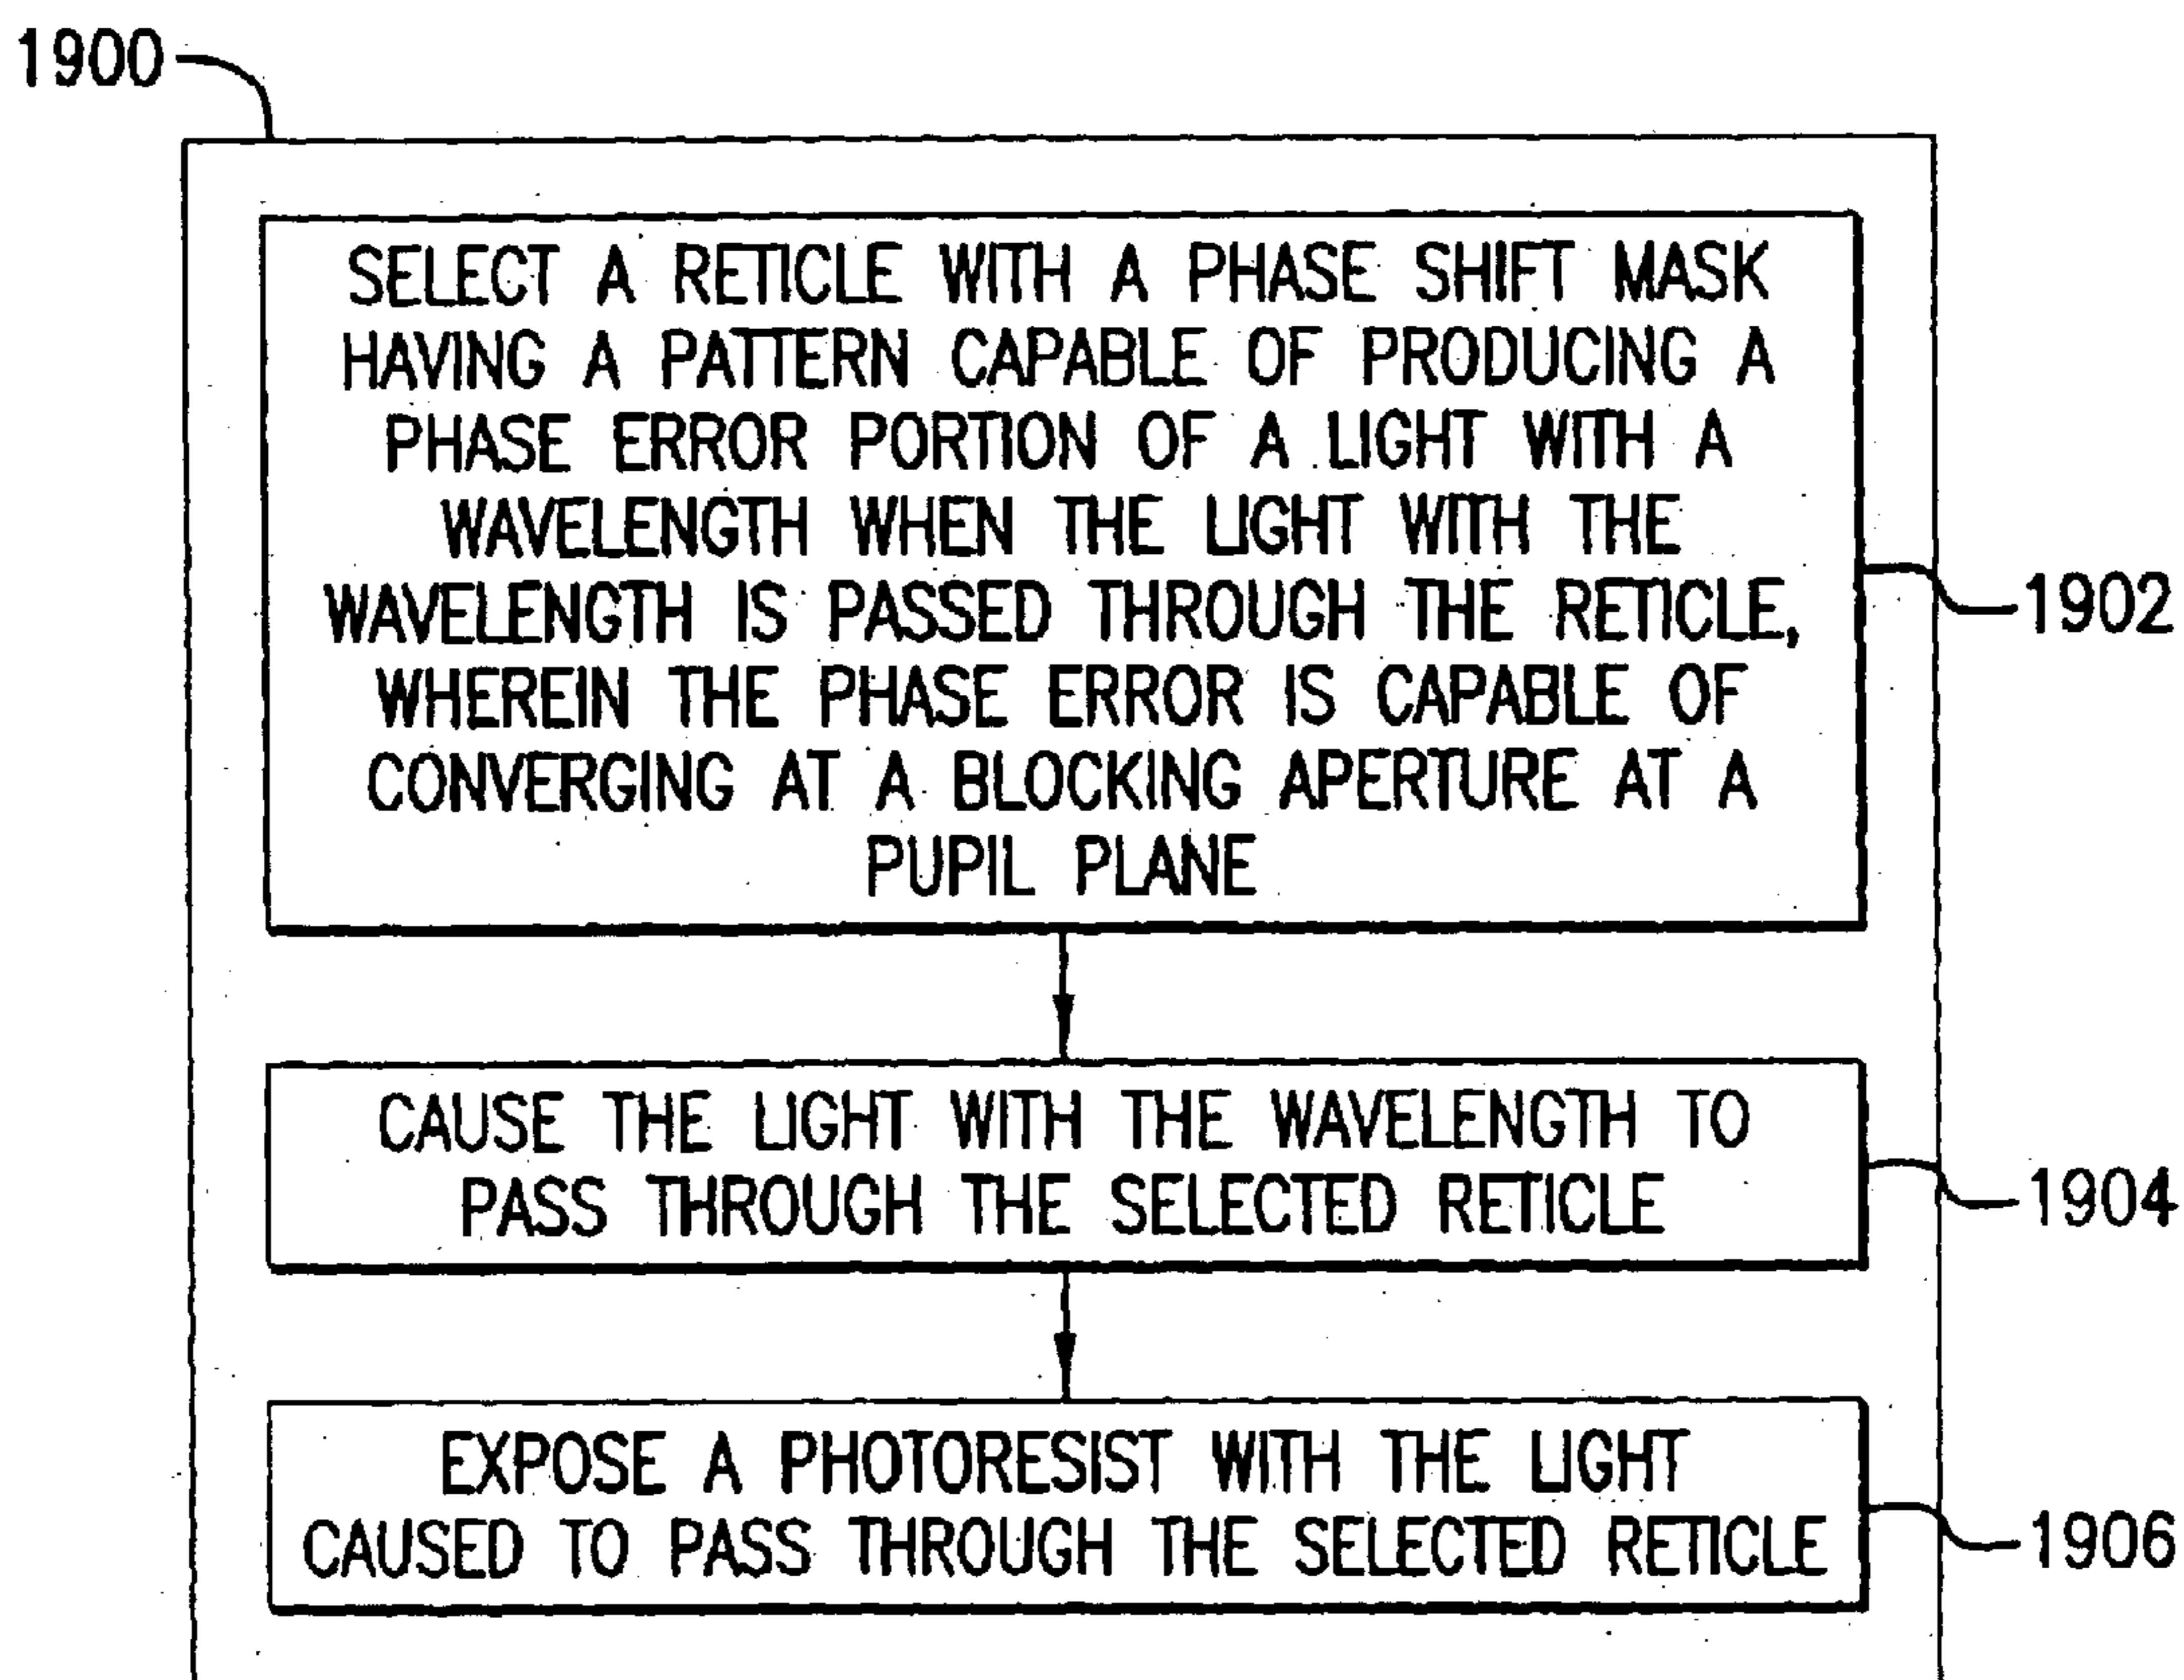 1900
SELECT A RETICLE WITH A PHASE SHIFT MASK
HAVING A PATTERN CAPABLE OF PRODUCING A
PHASE ERROR PORTION OF A LIGHT WITH A
WAVELENGTH WHEN THE LIGHT WITH THE
WAVELENGTH IS PASSED THROUGH THE RETICLE,
WHEREIN THE PHASE ERROR IS CAPABLE OF
CONVERGING AT A BLOCKING APERTURE AT A
PUPIL PLANE
1902
CAUSE THE LIGHT WITH THE WAVELENGTH TO
PASS THROUGH THE SELECTED RETICLE
1904
EXPOSE A PHOTORESIST WITH THE LIGHT
CAUSED TO PASS THROUGH THE SELECTED RETICLE
1906